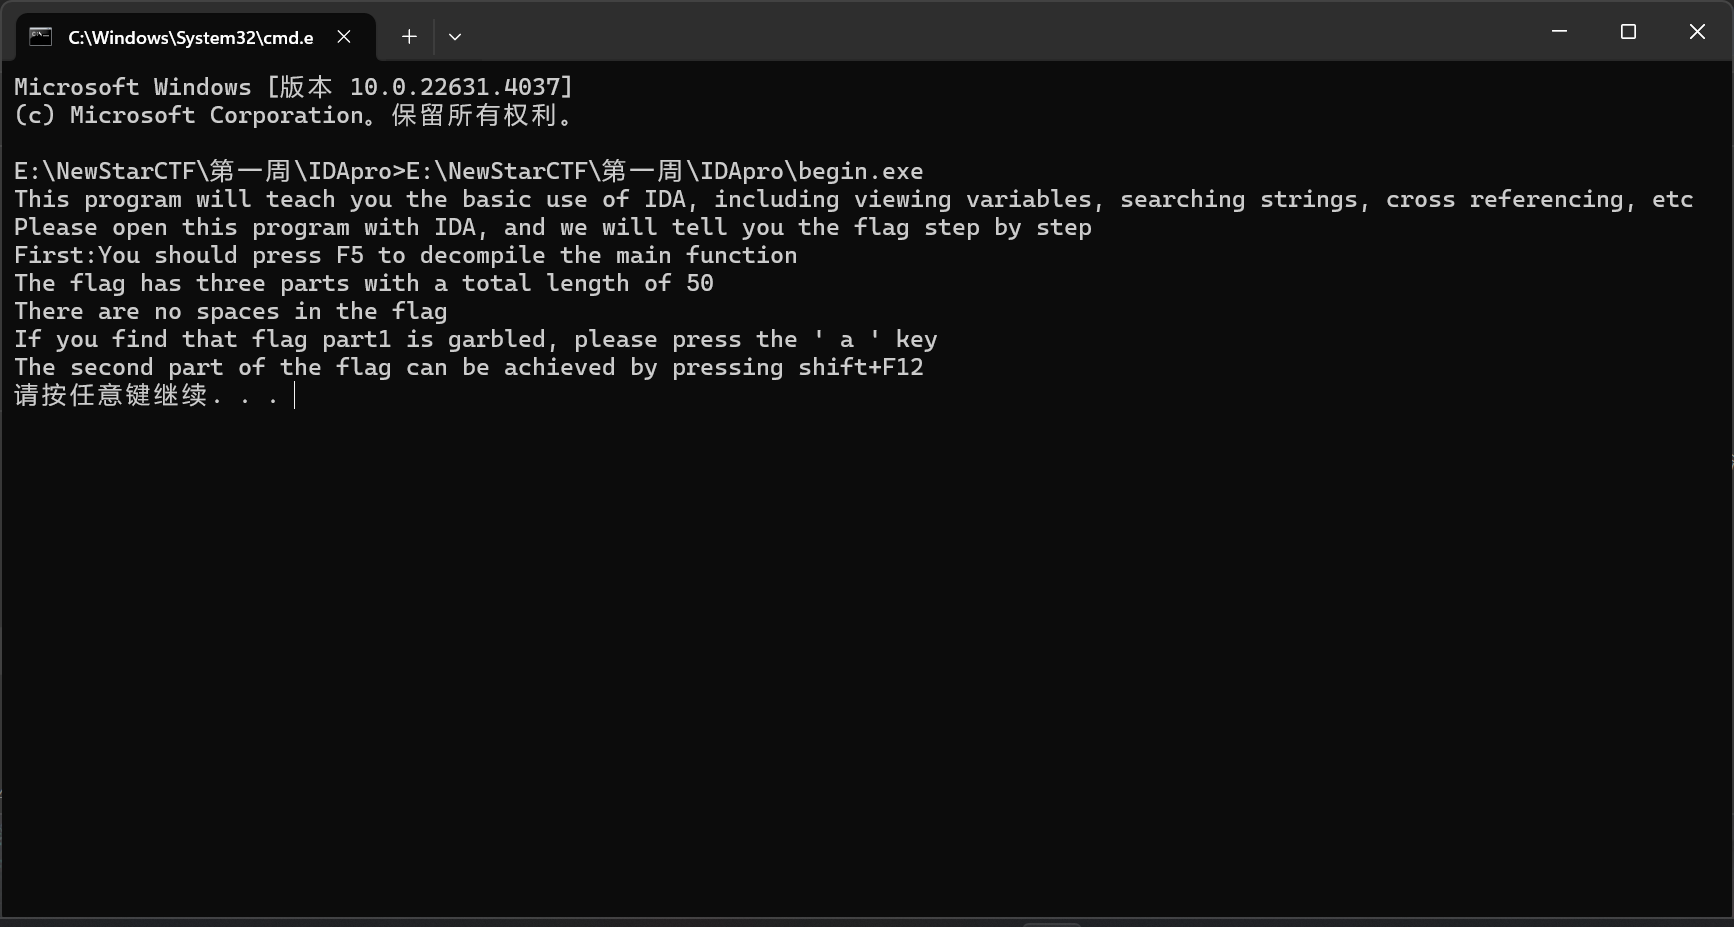 C:\Windows\System32\cmd.e
Microsoft Windows [版本 10.0.22631.4037]
(c) Microsoft Corporation。保留所有权利。
E:\NewStarCTF\第一周\IDApro>E:\NewStarCTF\第一周\IDApro\begin.exe
This program will teach you the basic use of IDA, including viewing variables, searching strings, cross referencing, etc
Please open this program with IDA, and we will tell you the flag step by step
First:You should press F5 to decompile the main function
The flag has three parts with a total length of 50
There are no spaces in the flag
If you find that flag part1 is garbled, please press the ' a ' key
The second part of the flag can be achieved by pressing shift+F12
请按任意键继续. . .